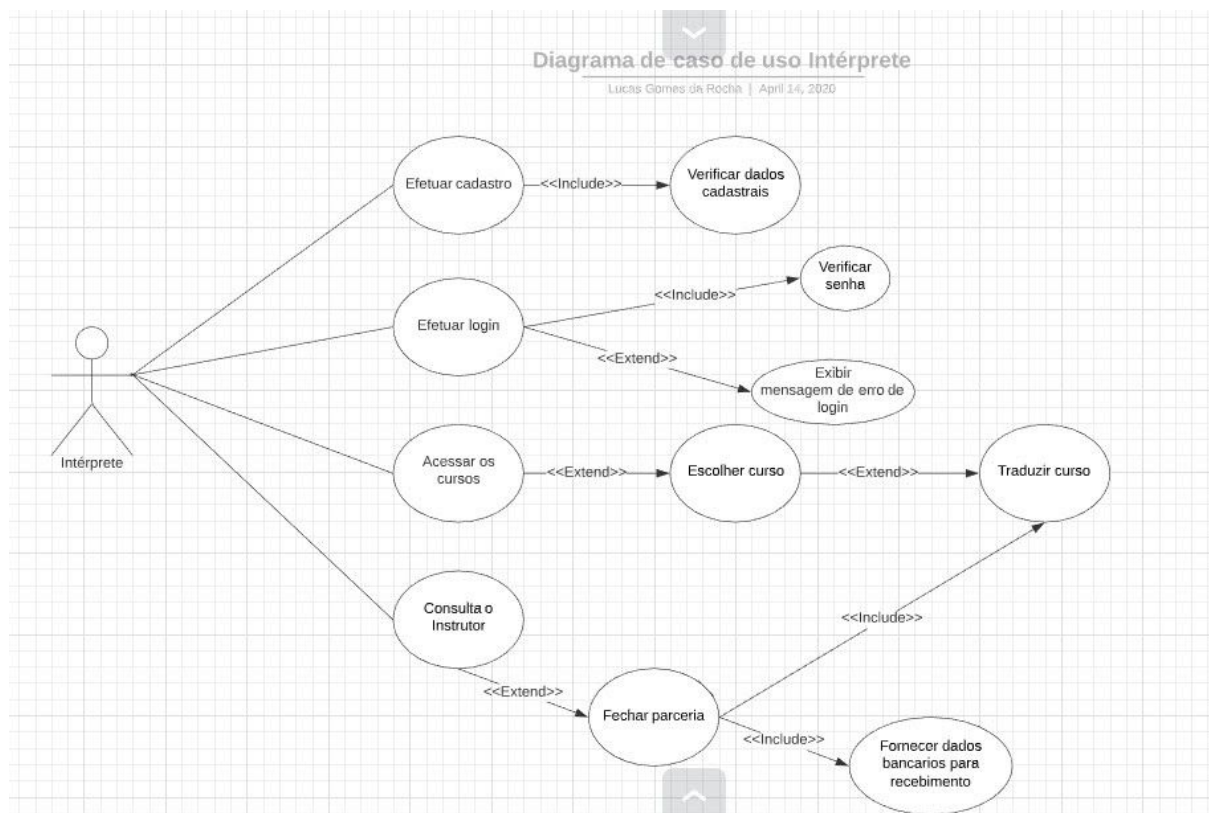 Diagrama de caso de uso Intérprete
Lucas Gomes da Rocha | April 14, 2020
Efetuar cadastro
<<Include>>
Verificar dados
cadastrais
Verificar
senha
<<Include>>
Efetuar login
<<Extend>>
Exibir
mensagem de erro de
login
Intérprete
Acessar os
cursos
<<Extend>>
Escolher curso
<<Extend>>
Traduzir curso
Consulta o
Instrutor
<<Include>>
<<Extend>>
Fechar parceria
<<Include>>
Fornecer dados
bancarios para
recebimento